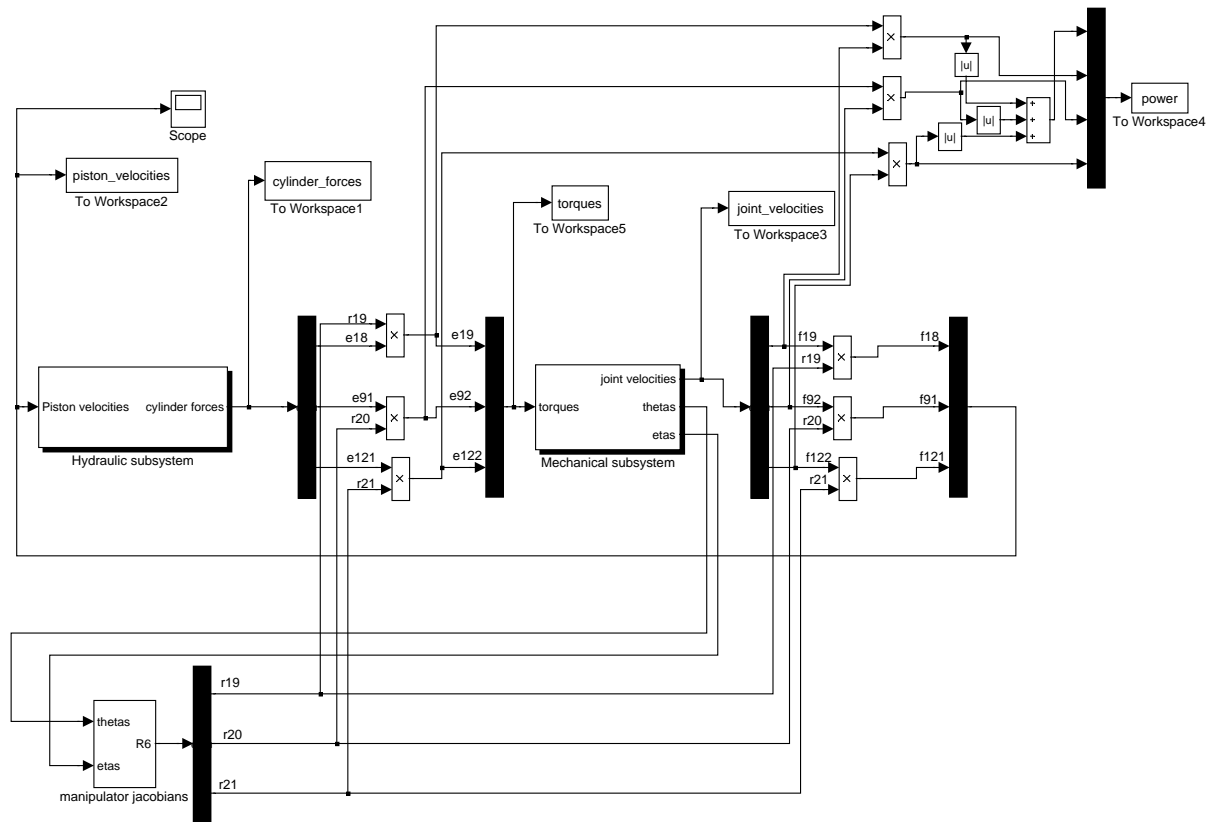 ×
|u|
×
|u|
|u|
+
+
+
power
To Workspace4
Scope
×
piston_velocities
To Workspace2
cylinder_forces
To Workspace1
torques
To Workspace5
joint_velocities
To Workspace3
r19
e18
×
e19
f19
r19
×
f18
Piston velocities
cylinder forces
Hydraulic subsystem
e91
r20
×
e92
torques
joint velocities
thetas
etas
Mechanical subsystem
f92
r20
×
f91
e121
r21
×
e122
f122
r21
×
f121
thetas
etas
R6
manipulator jacobians
r19
r20
r21